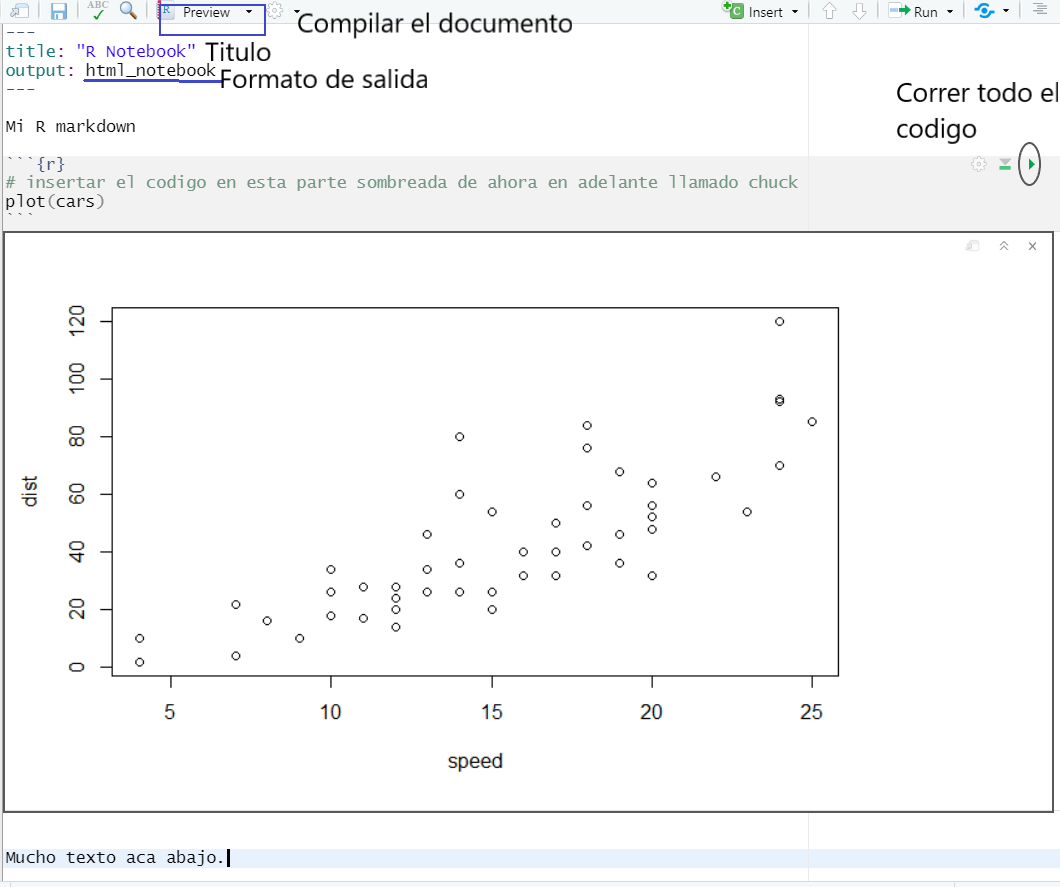 ABC
R Preview
Compilar el documento
C Insert
Run
---
title: "R Notebook" Titulo
output: html_notebook Formato de salida
---
Correr todo el
codigo
Mi R markdown
```{r}
# insertar el codigo en esta parte sombreada de ahora en adelante llamado chuck
plot(cars)
```
120
100
80
60
40
20
0
dist
5 10 15 20 25
speed
Mucho texto aca abajo.